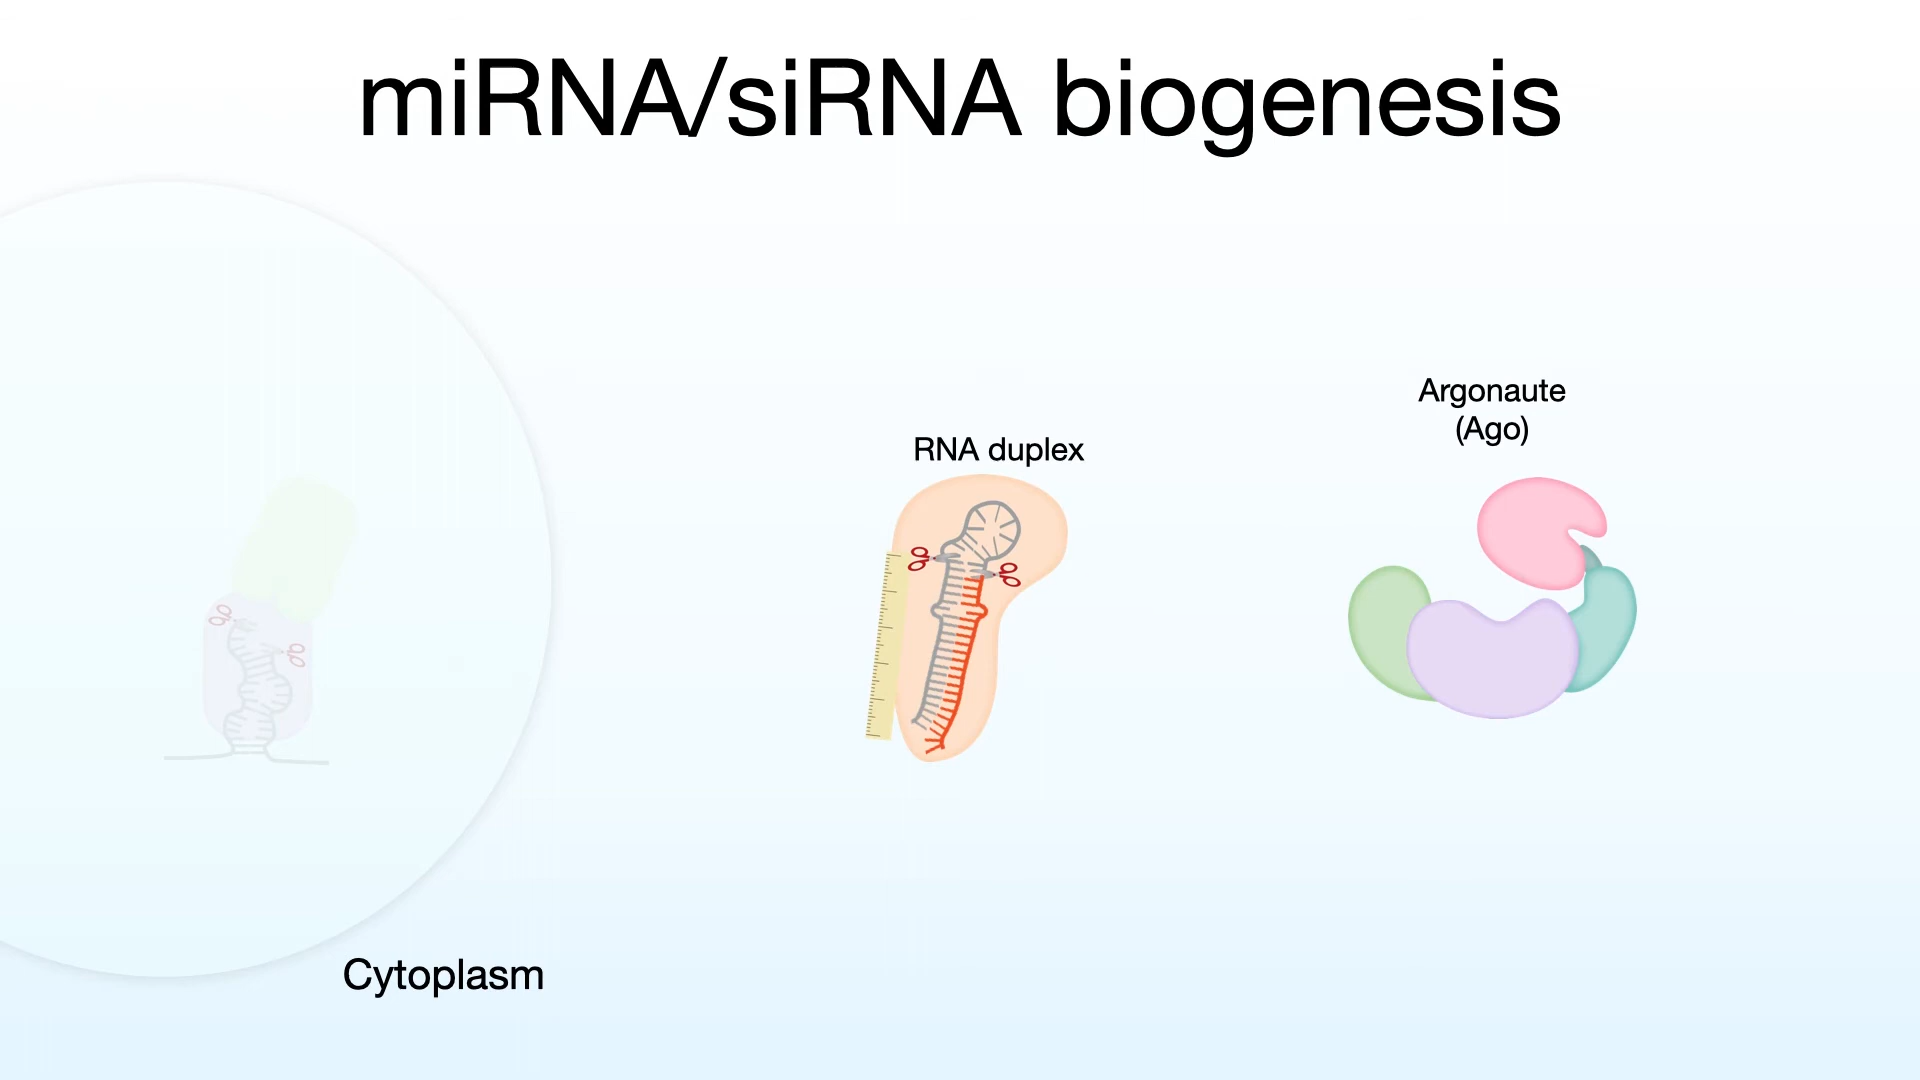 miRNA/siRNA biogenesis
Argonaute
(Ago)
RNA duplex
Cytoplasm